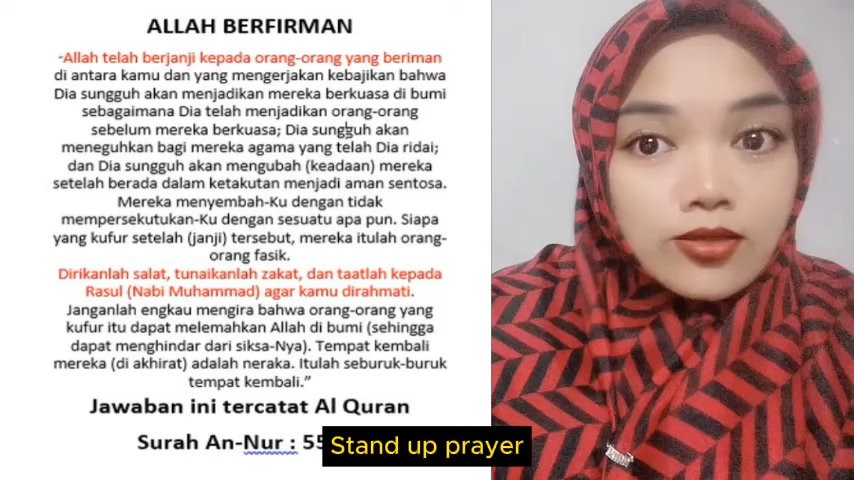 ALLAH BERFIRMAN
"Allah telah berjanji kepada orang-orang yang beriman
di antara kamu dan yang mengerjakan kebajikan bahwa
Dia sungguh akan menjadikan mereka berkuasa di bumi
sebagaimana Dia telah menjadikan orang-orang
sebelum mereka berkuasa; Dia sungguh akan
meneguhkan bagi mereka agama yang telah Dia ridai;
dan Dia sungguh akan mengubah (keadaan) mereka
setelah berada dalam ketakutan menjadi aman sentosa.
Mereka menyembah-Ku dengan tidak
mempersekutukan-Ku dengan sesuatu apa pun. Siapa
yang kufur setelah (janji) tersebut, mereka itulah orang-
orang fasik.
Dirikanlah salat, tunaikanlah zakat, dan taatlah kepada
Rasul (Nabi Muhammad) agar kamu dirahmati.
Janganlah engkau mengira bahwa orang-orang yang
kufur itu dapat melemahkan Allah di bumi (sehingga
dapat menghindar dari siksa-Nya). Tempat kembali
mereka (di akhirat) adalah neraka. Itulah seburuk-buruk
tempat kembali.”
Jawaban ini tercatat Al Quran
Surah An-Nur : 55
Stand up prayer